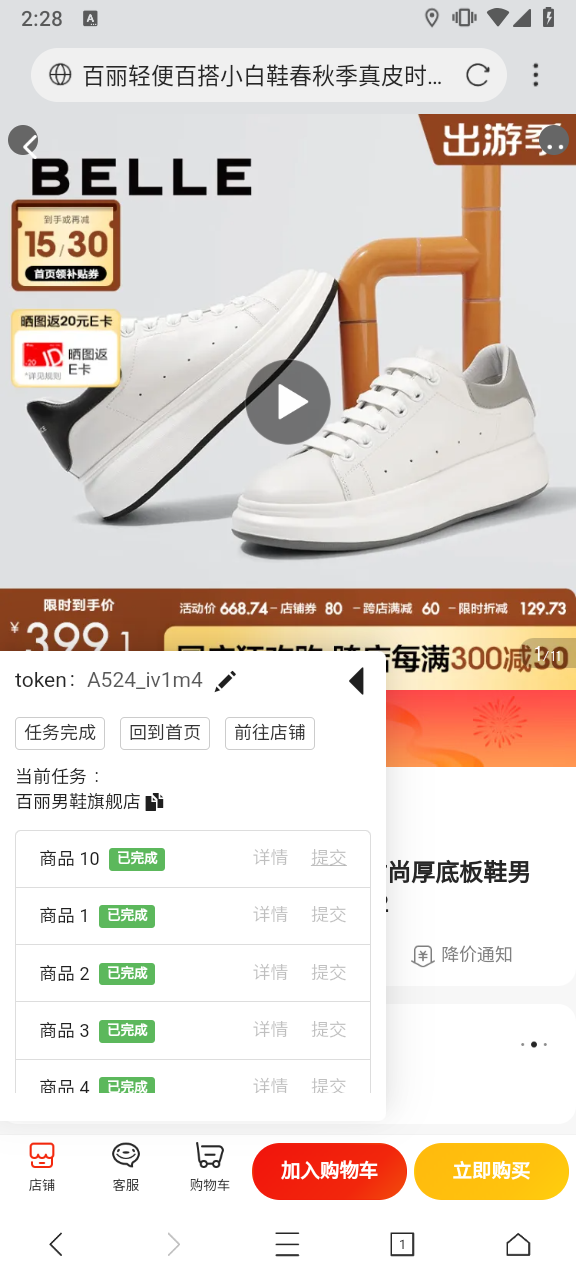 2:28
A
百丽轻便百搭小白鞋春秋季真皮时...
出游季
BELLE
到手或再减
15/30
首页领补贴券
晒图返20元E卡
晒图返
E卡
*详见规则
限时到手价
活动价 668.74-店铺券 80 -跨店满减 60 -限时折减 129.73
¥399.1
每满300减30
1/11
token： A524_iv1m4
任务完成
回到首页
前往店铺
当前任务：
百丽男鞋旗舰店
商品 10 已完成 详情 提交
商品 1 已完成 详情 提交
商品 2 已完成 详情 提交
商品 3 已完成 详情 提交
商品 4 已完成 详情 提交
尚厚底板鞋男
2
降价通知
店铺
客服
购物车
加入购物车
立即购买
1